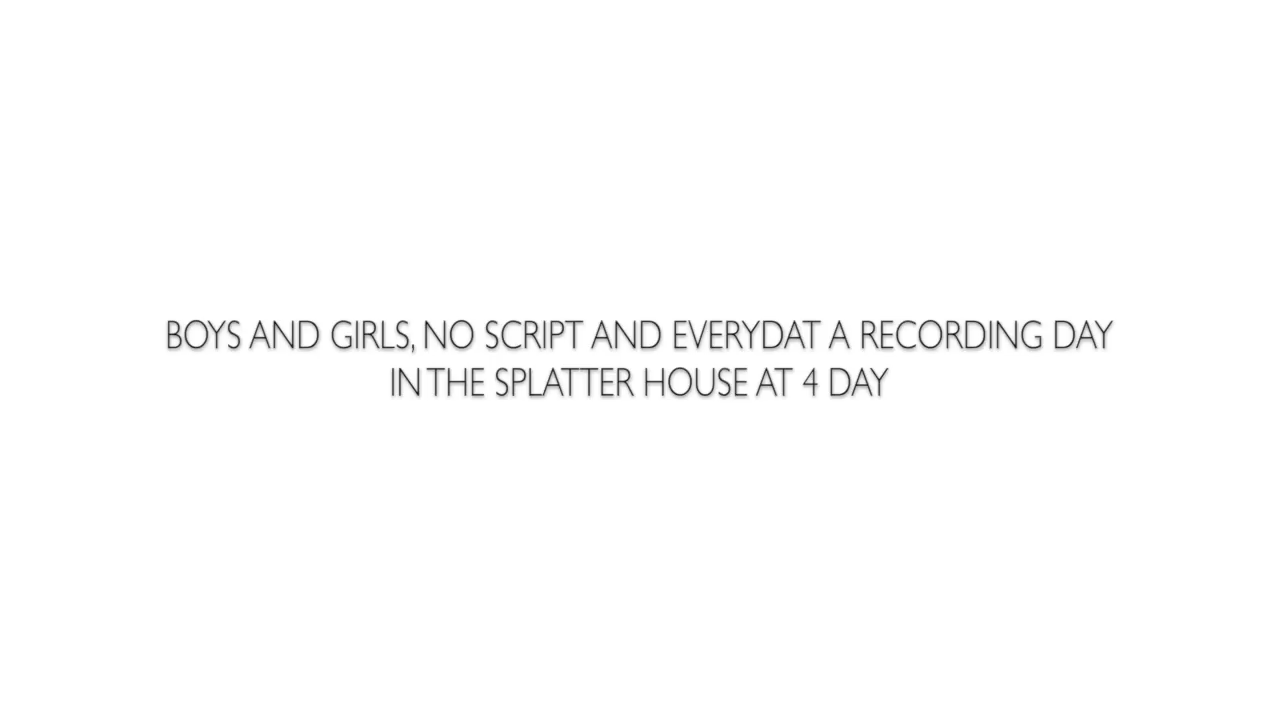 BOYS AND GIRLS, NO SCRIPT AND EVERYDAT A RECORDING DAY
IN THE SPLATTER HOUSE AT 4 DAY